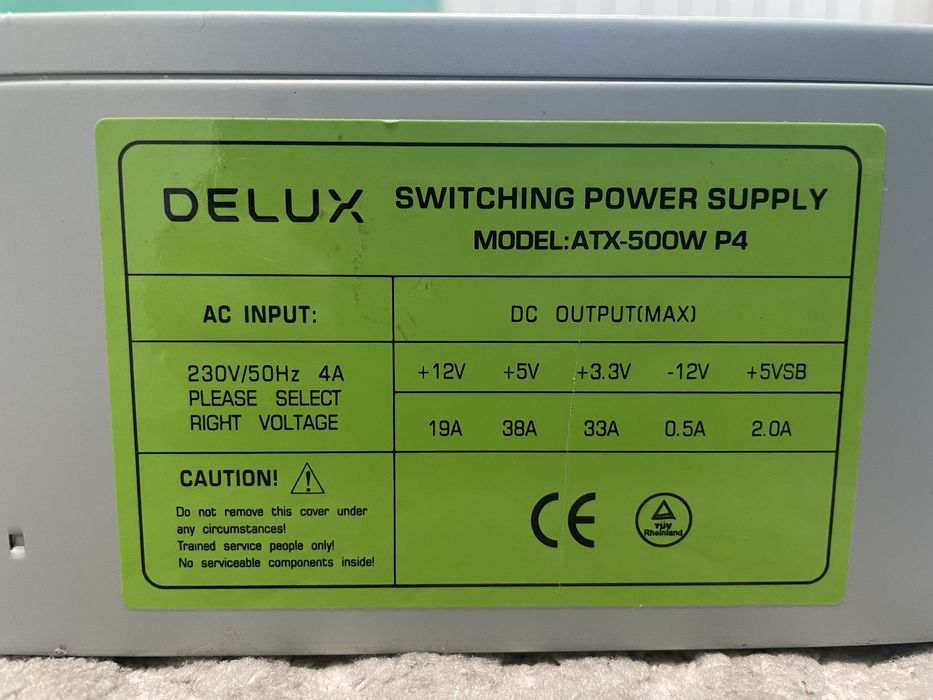 DELUX
SWITCHING POWER SUPPLY
MODEL:ATX-500W P4
AC INPUT:
DC OUTPUT(MAX)
230V/50Hz 4A
PLEASE SELECT
RIGHT VOLTAGE
+12V +5V +3.3V -12V +5VSB
19A 38A 33A 0.5A 2.0A
CAUTION!
Do not remove this cover under
any circumstances!
Trained service people only!
No serviceable components inside!
CE
TÜV
Rheinland